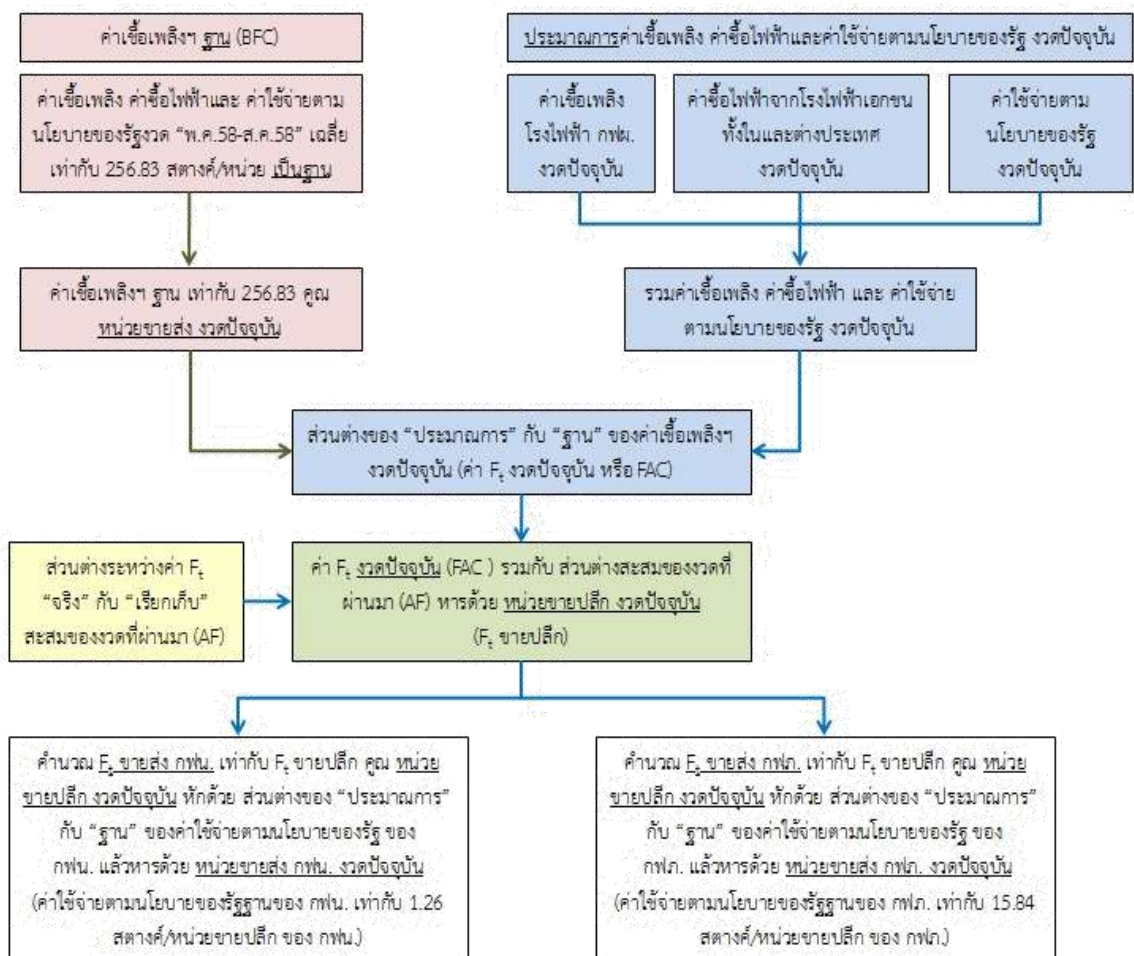 ค่าเชื้อเพลิงฯ ฐาน (BFC)
ค่าเชื้อเพลิง ค่าซื้อไฟฟ้าและ ค่าใช้จ่ายตาม
นโยบายของรัฐงวด “พ.ค.58-ส.ค.58” เฉลี่ย
เท่ากับ 256.83 สตางค์/หน่วย เป็นฐาน
ค่าเชื้อเพลิงฯ ฐาน เท่ากับ 256.83 คูณ
หน่วยขายส่ง งวดปัจจุบัน
ประมาณการค่าเชื้อเพลิง ค่าซื้อไฟฟ้าและค่าใช้จ่ายตามนโยบายของรัฐ งวดปัจจุบัน
ค่าเชื้อเพลิง
โรงไฟฟ้า กฟผ.
งวดปัจจุบัน
ค่าซื้อไฟฟ้าจากโรงไฟฟ้าเอกชน
ทั้งในและต่างประเทศ
งวดปัจจุบัน
ค่าใช้จ่ายตาม
นโยบายของรัฐ
งวดปัจจุบัน
รวมค่าเชื้อเพลิง ค่าซื้อไฟฟ้า และ ค่าใช้จ่าย
ตามนโยบายของรัฐ งวดปัจจุบัน
ส่วนต่างของ “ประมาณการ” กับ “ฐาน” ของค่าเชื้อเพลิงฯ
งวดปัจจุบัน (ค่า Fₜ งวดปัจจุบัน หรือ FAC)
ส่วนต่างระหว่างค่า Fₜ
“จริง” กับ “เรียกเก็บ”
สะสมของงวดที่ผ่านมา (AF)
ค่า Fₜ งวดปัจจุบัน (FAC ) รวมกับ ส่วนต่างสะสมของงวดที่
ผ่านมา (AF) หารด้วย หน่วยขายปลีก งวดปัจจุบัน
(Fₜ ขายปลีก)
คำนวณ Fₜ ขายส่ง กฟน. เท่ากับ Fₜ ขายปลีก คูณ หน่วย
ขายปลีก งวดปัจจุบัน หักด้วย ส่วนต่างของ “ประมาณการ”
กับ “ฐาน” ของค่าใช้จ่ายตามนโยบายของรัฐ ของ
กฟน. แล้วหารด้วย หน่วยขายส่ง กฟน. งวดปัจจุบัน
(ค่าใช้จ่ายตามนโยบายของรัฐฐานของ กฟน. เท่ากับ 1.26
สตางค์/หน่วยขายปลีก ของ กฟน.)
คำนวณ Fₜ ขายส่ง กฟภ. เท่ากับ Fₜ ขายปลีก คูณ หน่วย
ขายปลีก งวดปัจจุบัน หักด้วย ส่วนต่างของ “ประมาณการ”
กับ “ฐาน” ของค่าใช้จ่ายตามนโยบายของรัฐ ของ
กฟภ. แล้วหารด้วย หน่วยขายส่ง กฟภ. งวดปัจจุบัน
(ค่าใช้จ่ายตามนโยบายของรัฐฐานของ กฟภ. เท่ากับ 15.84
สตางค์/หน่วยขายปลีก ของ กฟภ.)